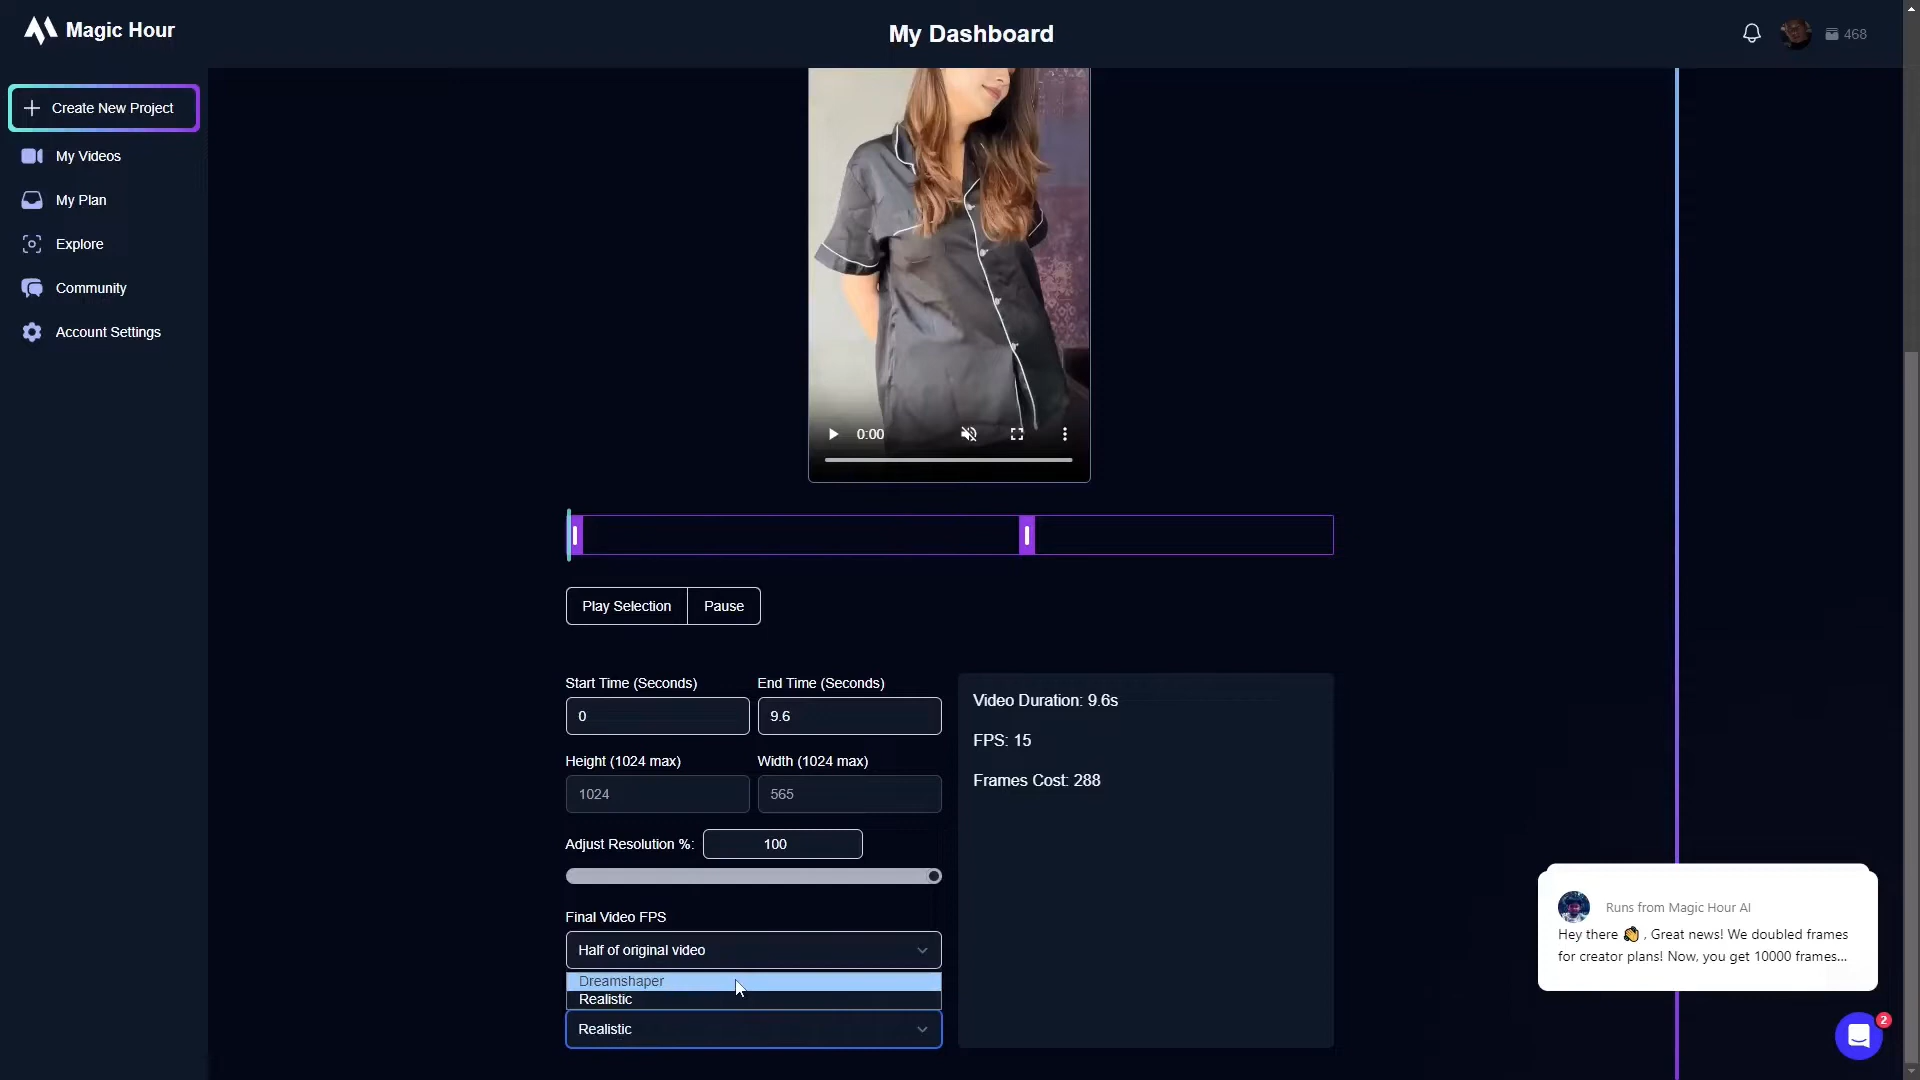 Magic Hour
My Dashboard
468
Create New Project
My Videos
My Plan
Explore
Community
Account Settings
0:00
Play Selection
Pause
Start Time (Seconds)
End Time (Seconds)
0
9.6
Height (1024 max)
Width (1024 max)
1024
565
Adjust Resolution %:
100
Final Video FPS
Half of original video
Dreamshaper
Realistic
Realistic
Video Duration: 9.6s
FPS: 15
Frames Cost: 288
Runs from Magic Hour AI
Hey there 👋 , Great news! We doubled frames
for creator plans! Now, you get 10000 frames...
2